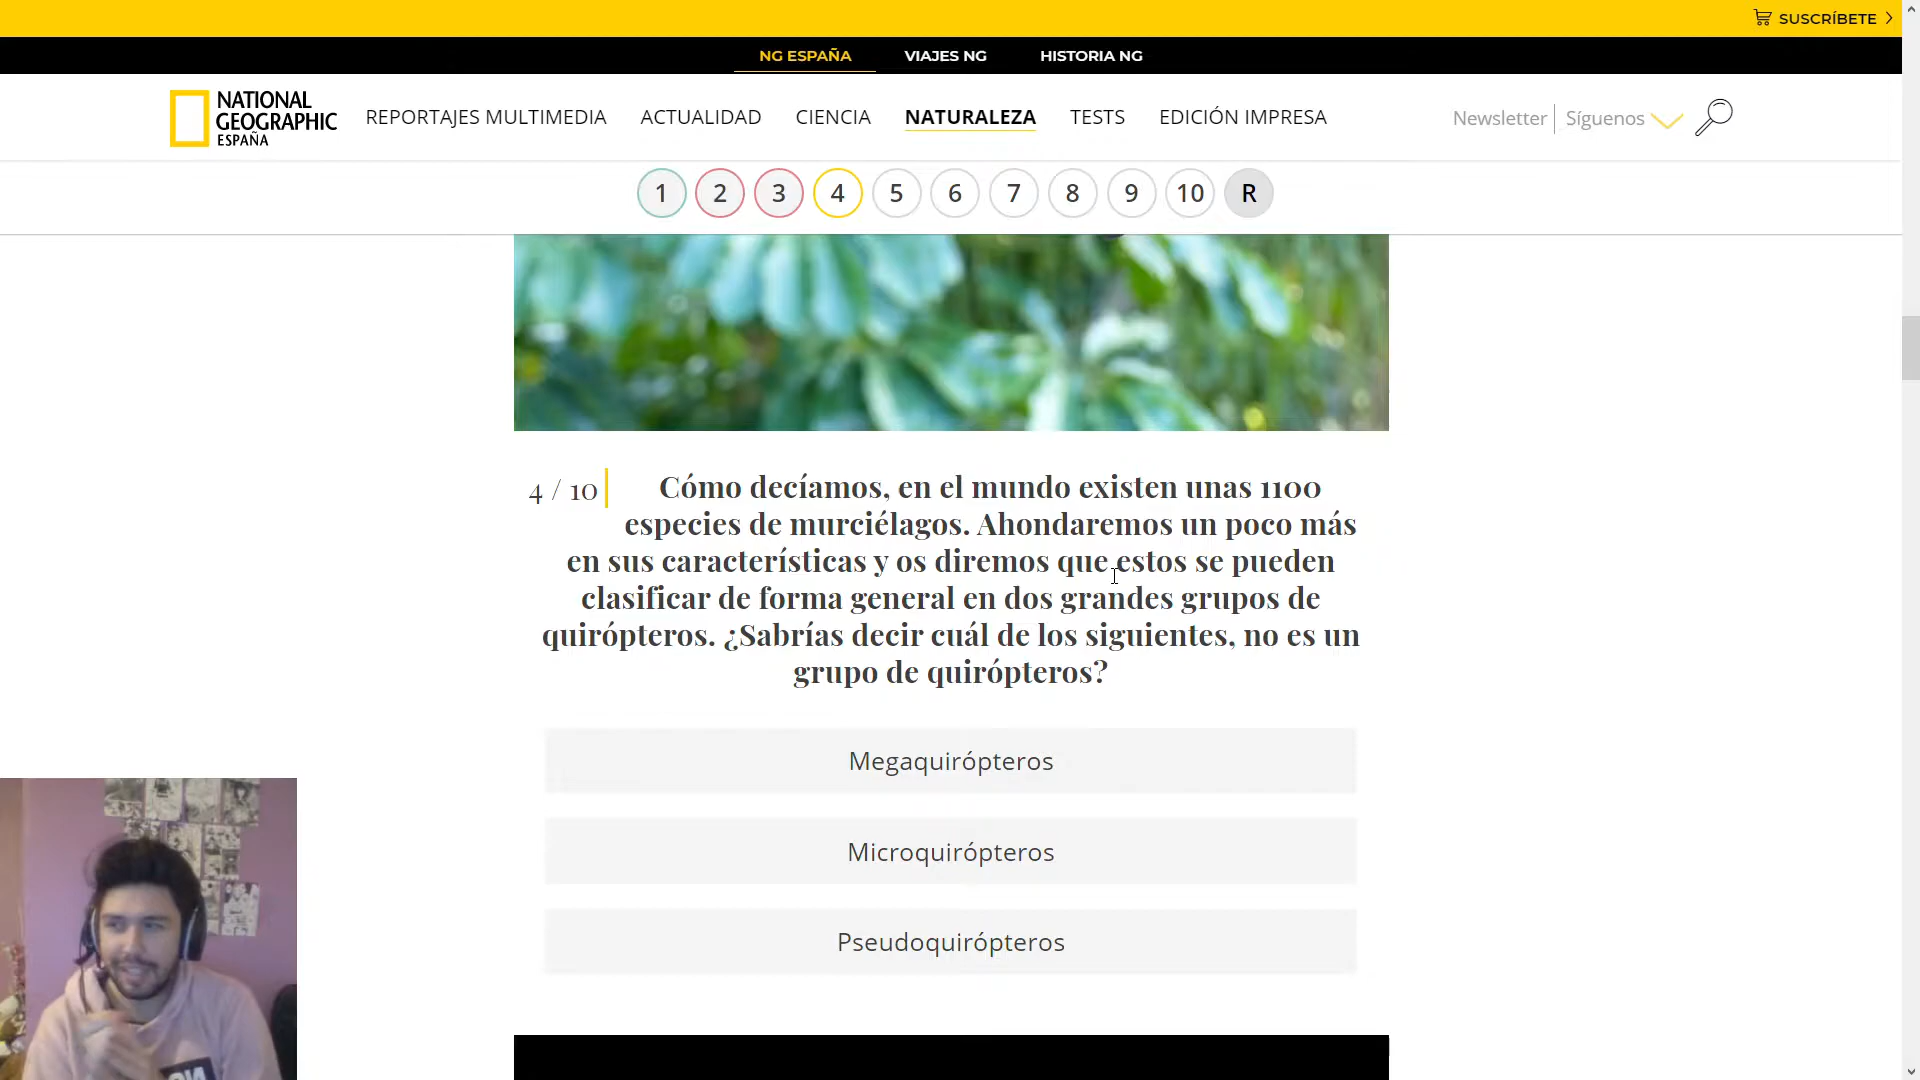 SUSCRÍBETE
NG ESPAÑA VIAJES NG HISTORIA NG
NATIONAL
GEOGRAPHIC
ESPAÑA
REPORTAJES MULTIMEDIA ACTUALIDAD CIENCIA NATURALEZA TESTS EDICIÓN IMPRESA
Newsletter Síguenos
1 2 3 4 5 6 7 8 9 10 R
4 / 10
Cómo decíamos, en el mundo existen unas 1100
especies de murciélagos. Ahondaremos un poco más
en sus características y os diremos que estos se pueden
clasificar de forma general en dos grandes grupos de
quirópteros. ¿Sabrías decir cuál de los siguientes, no es un
grupo de quirópteros?
Megaquirópteros
Microquirópteros
Pseudoquirópteros